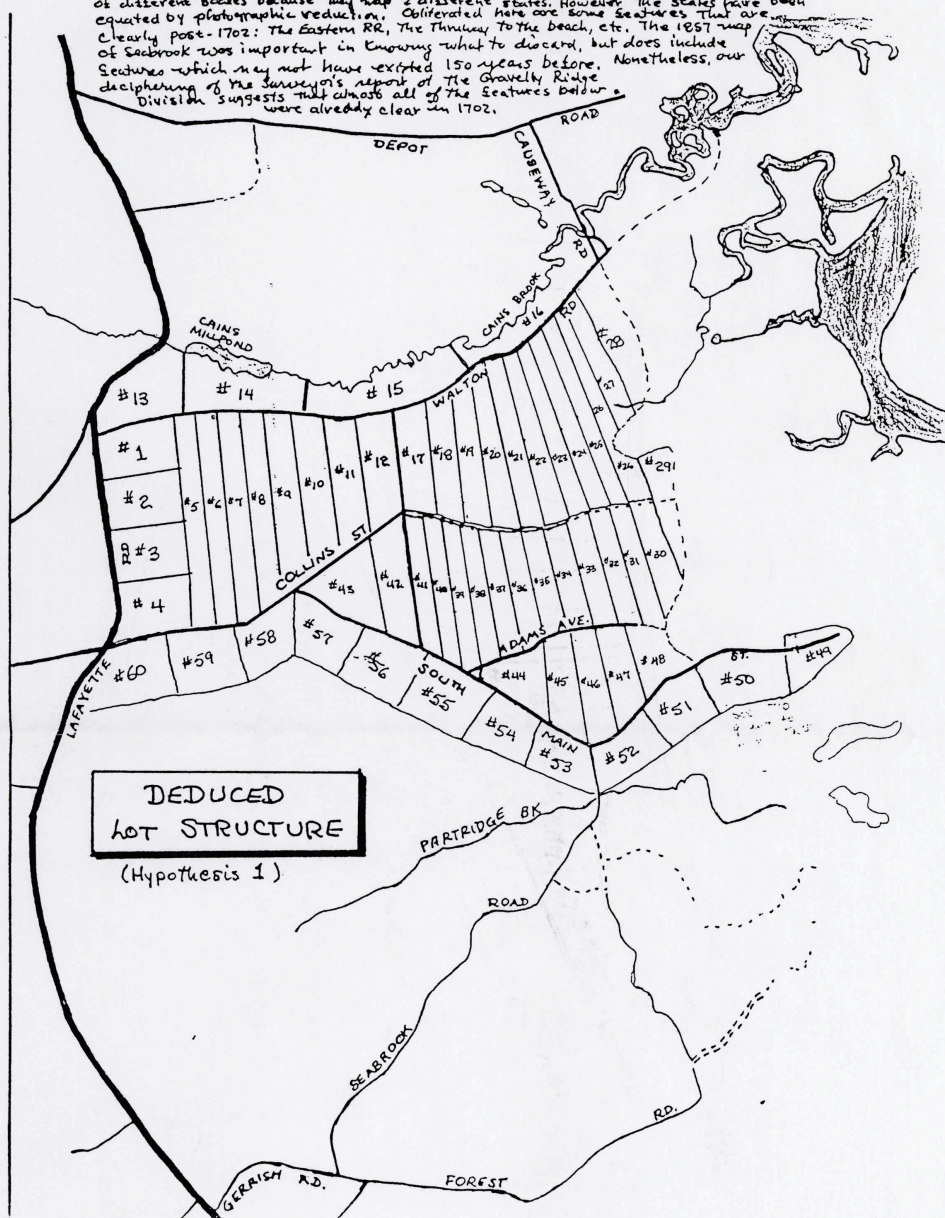 of different scales because they map 2 different states. However the scales have been
equated by photographic reduction. Obliterated here are some features that are
clearly post-1702: The Eastern RR, The Thruway to the beach, etc. The 1857 map
of Seabrook was important in knowing what to discard, but does include
features which may not have existed 150 years before. Nonetheless, our
deciphering of the surveyor's report of the Gravelly Ridge
Division suggests that almost all of the features below
were already clear in 1702.
DEPOT ROAD
CAUSEWAY RD
CAINS MILLPOND
CAINS BROOK
#13 #14 #15 #16
WALTON RD
#1
#2
RD #3
#4
#5 #6 #7 #8 #9 #10 #11 #12 #17 #18 #19 #20 #21 #22 #23 #24 #25 26 #27 #28
#26 #291
COLLINS ST
#43 #42 #41 #40 #39 #38 #37 #36 #35 #34 #33 #32 #31 #30
ADAMS AVE.
#44 #45 #46 #47 #48
LAFAYETTE
#60 #59 #58 #57 #56 #55 #54 #53 #52 #51 #50 #49
SOUTH MAIN ST.
DEDUCED
LOT STRUCTURE
(Hypothesis 1)
PARTRIDGE BK
SEABROOK ROAD
GERRISH RD.
FOREST RD.